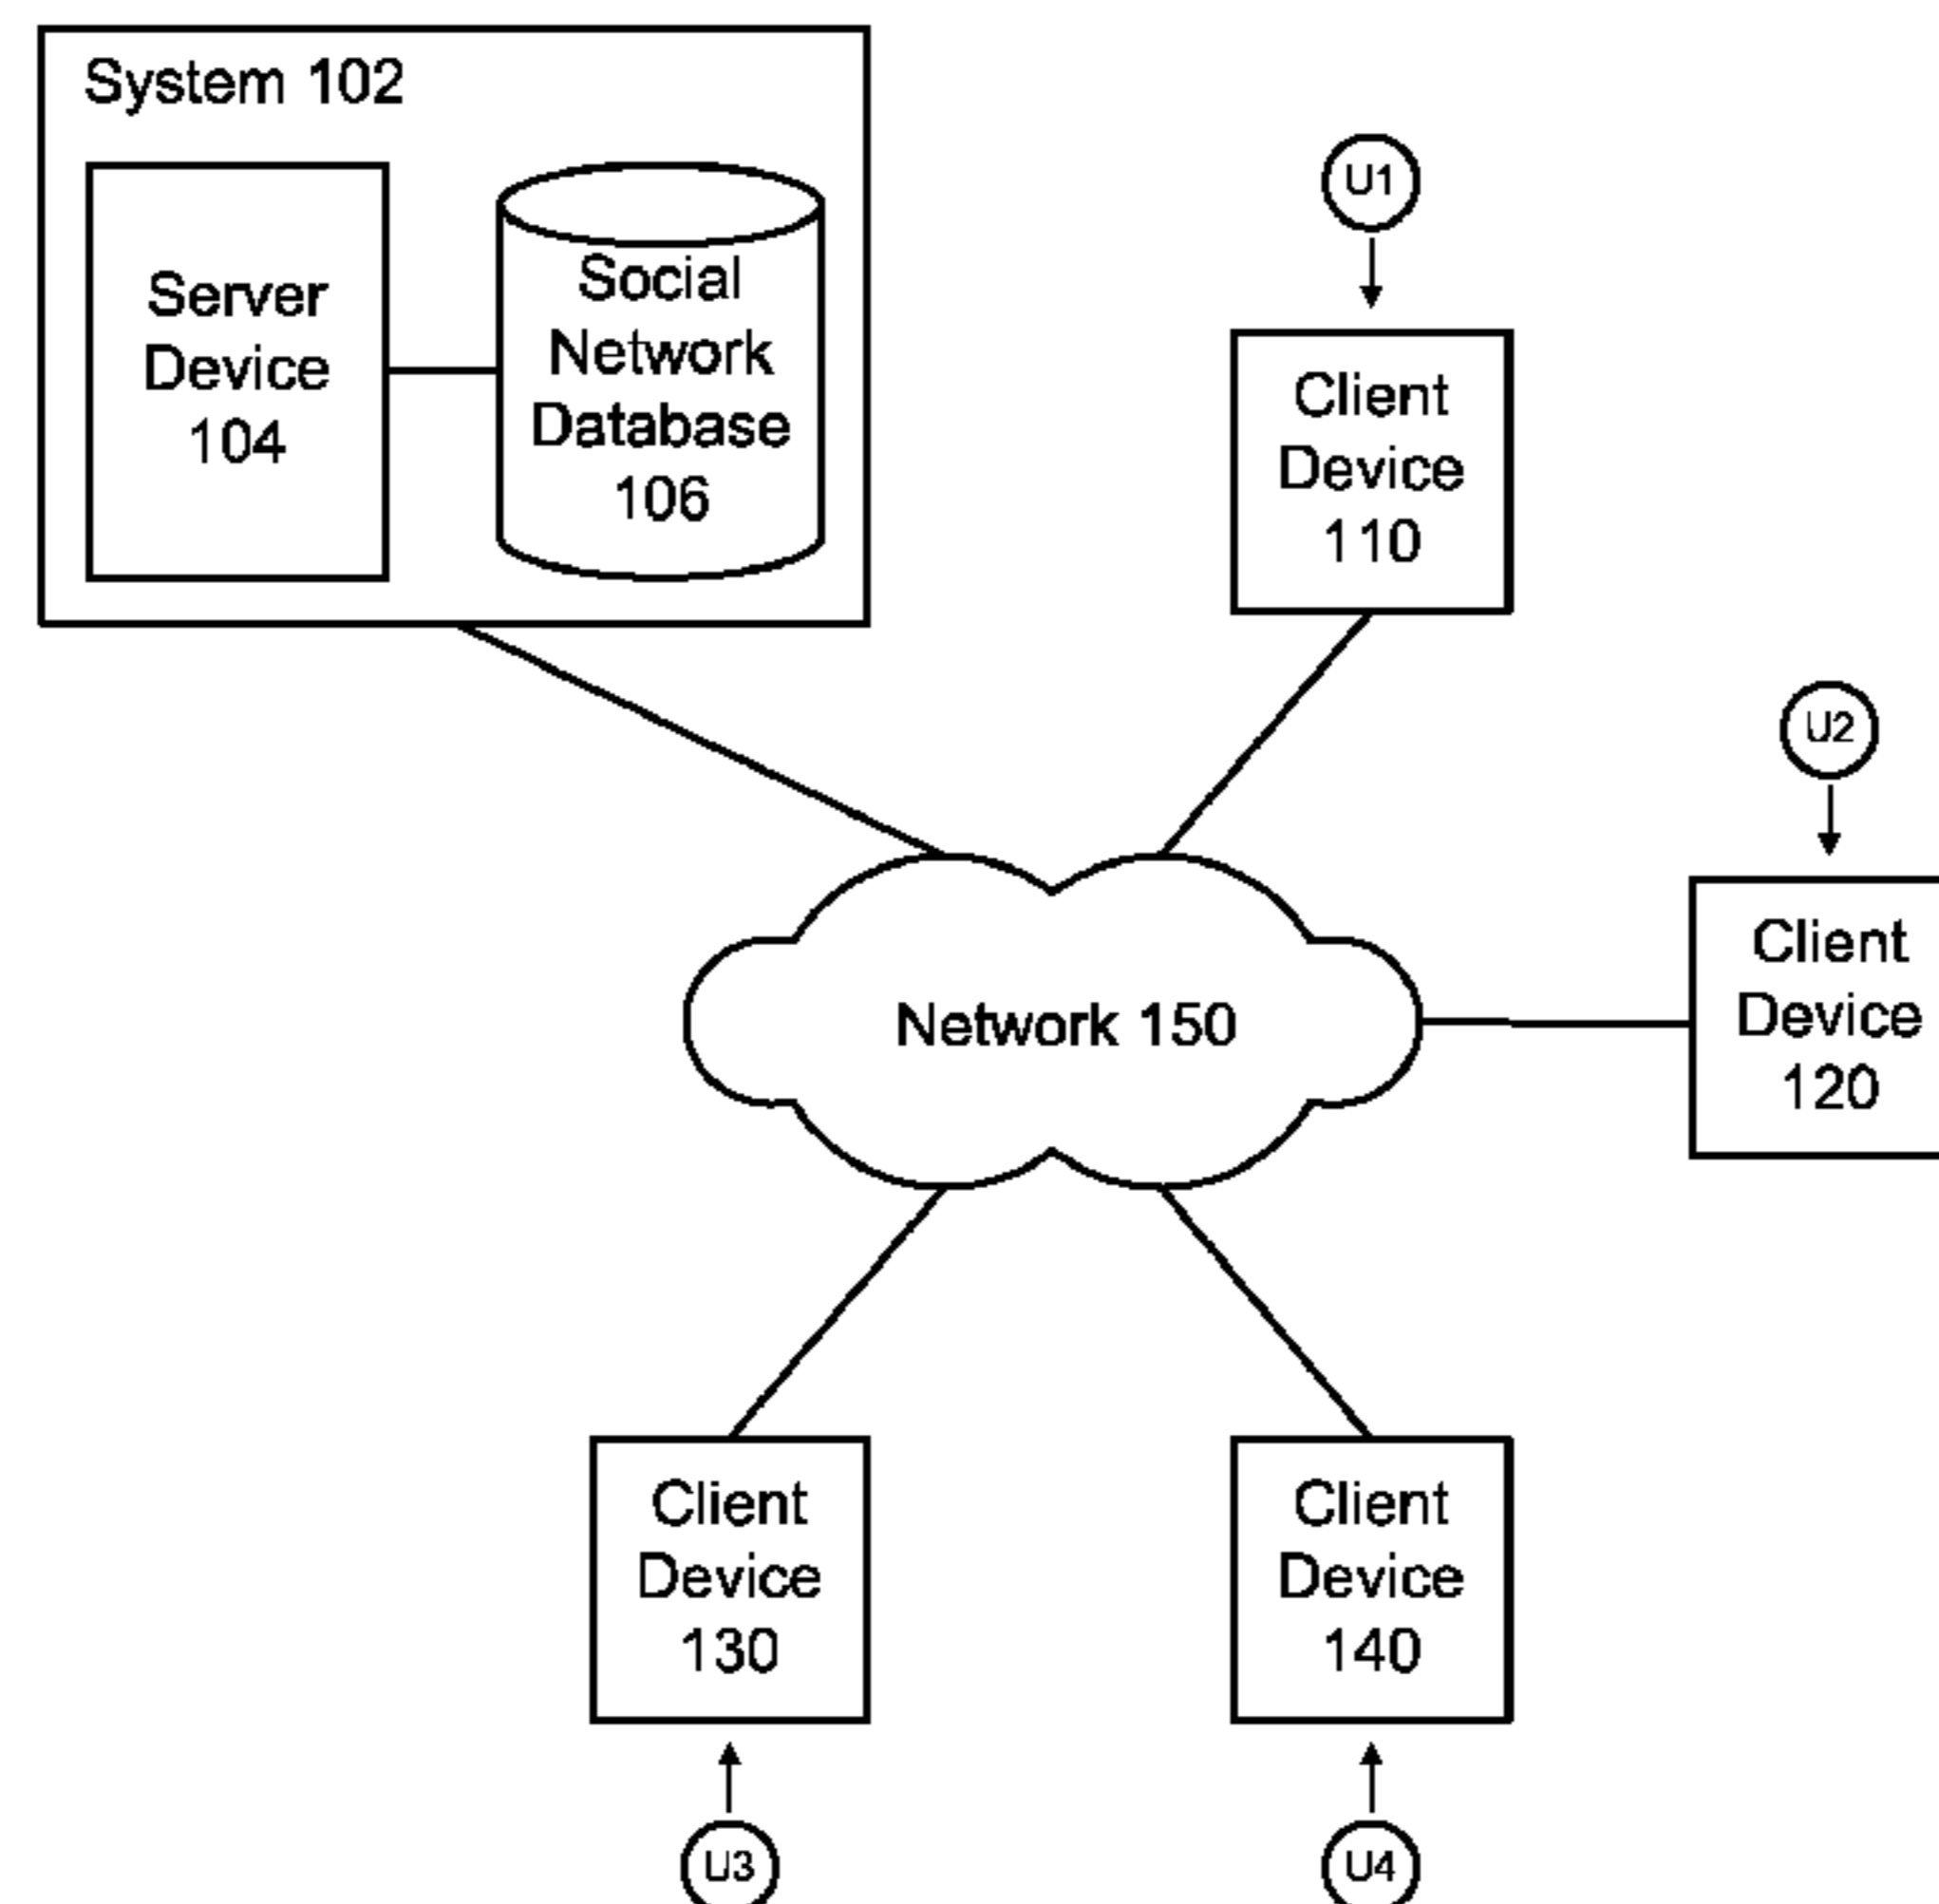 System 102
Server
Device
104
Social
Network
Database
106
U1
Client
Device
110
U2
Client
Device
120
Network 150
Client
Device
130
Client
Device
140
U3
U4